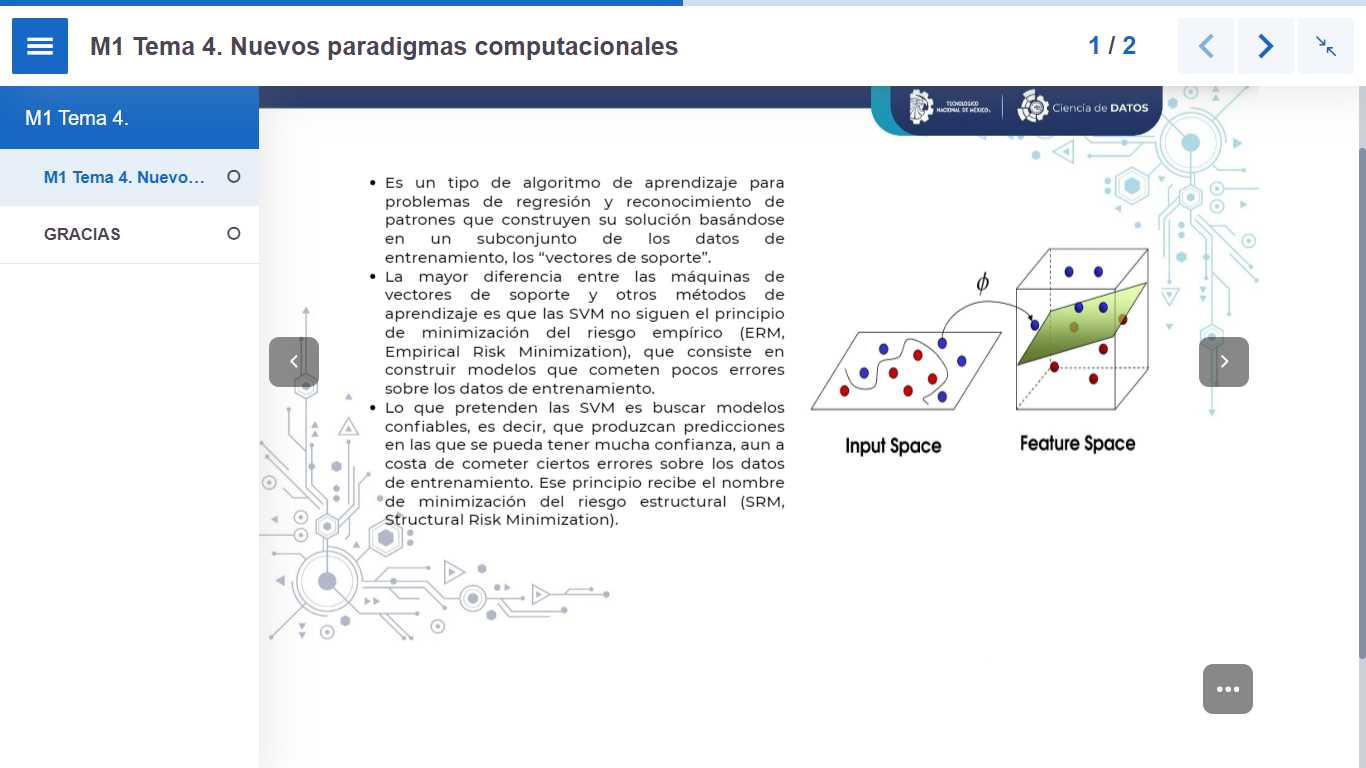 M1 Tema 4. Nuevos paradigmas computacionales
1 / 2
M1 Tema 4.
M1 Tema 4. Nuevo...
GRACIAS
TECNOLÓGICO
NACIONAL DE MÉXICO
Ciencia de DATOS
• Es un tipo de algoritmo de aprendizaje para
problemas de regresión y reconocimiento de
patrones que construyen su solución basándose
en un subconjunto de los datos de
entrenamiento, los “vectores de soporte”.
• La mayor diferencia entre las máquinas de
vectores de soporte y otros métodos de
aprendizaje es que las SVM no siguen el principio
de minimización del riesgo empírico (ERM,
Empirical Risk Minimization), que consiste en
construir modelos que cometen pocos errores
sobre los datos de entrenamiento.
• Lo que pretenden las SVM es buscar modelos
confiables, es decir, que produzcan predicciones
en las que se pueda tener mucha confianza, aun a
costa de cometer ciertos errores sobre los datos
de entrenamiento. Ese principio recibe el nombre
de minimización del riesgo estructural (SRM,
Structural Risk Minimization).
ϕ
Input Space
Feature Space